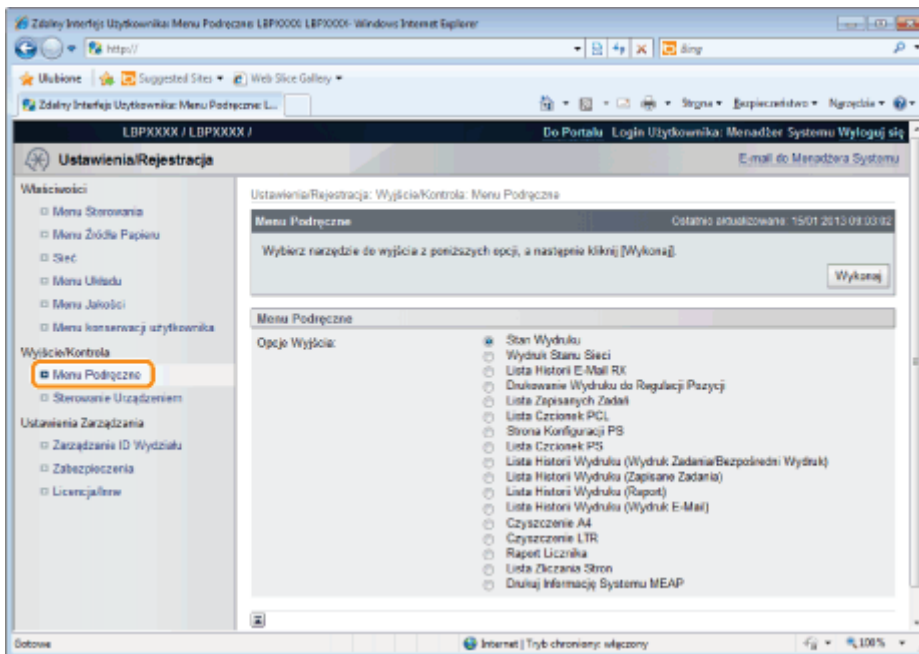 Zdalny Interfejs Użytkownika: Menu Podręczne: LBPXXXX: LBPXXXX - Windows Internet Explorer
http://
Bing
Ulubione
Suggested Sites
Web Slice Gallery
Zdalny Interfejs Użytkownika: Menu Podręczne: L...
Strona
Bezpieczeństwo
Narzędzia
LBPXXXX / LBPXXXX /
Do Portalu Login Użytkownika: Menadżer Systemu Wyloguj się
Ustawienia/Rejestracja
E-mail do Menadżera Systemu
Właściwości
Menu Sterowania
Menu Źródła Papieru
Sieć
Menu Układu
Menu Jakości
Menu konserwacji użytkownika
Wyjście/Kontrola
Menu Podręczne
Sterowanie Urządzeniem
Ustawienia Zarządzania
Zarządzanie ID Wydziału
Zabezpieczenia
Licencja/Inne
Ustawienia/Rejestracja: Wyjście/Kontrola: Menu Podręczne
Menu Podręczne
Ostatnio aktualizowane: 15/01 2013 09:03:02
Wybierz narzędzie do wyjścia z poniższych opcji, a następnie kliknij [Wykonaj].
Wykonaj
Menu Podręczne
Opcje Wyjścia:
Stan Wydruku
Wydruk Stanu Sieci
Lista Historii E-Mail RX
Drukowanie Wydruku do Regulacji Pozycji
Lista Zapisanych Zadań
Lista Czcionek PCL
Strona Konfiguracji PS
Lista Czcionek PS
Lista Historii Wydruku (Wydruk Zadania/Bezpośredni Wydruk)
Lista Historii Wydruku (Zapisane Zadania)
Lista Historii Wydruku (Raport)
Lista Historii Wydruku (Wydruk E-Mail)
Czyszczenie A4
Czyszczenie LTR
Raport Licznika
Lista Zliczania Stron
Drukuj Informację Systemu MEAP
Gotowe
Internet | Tryb chroniony: włączony
100%